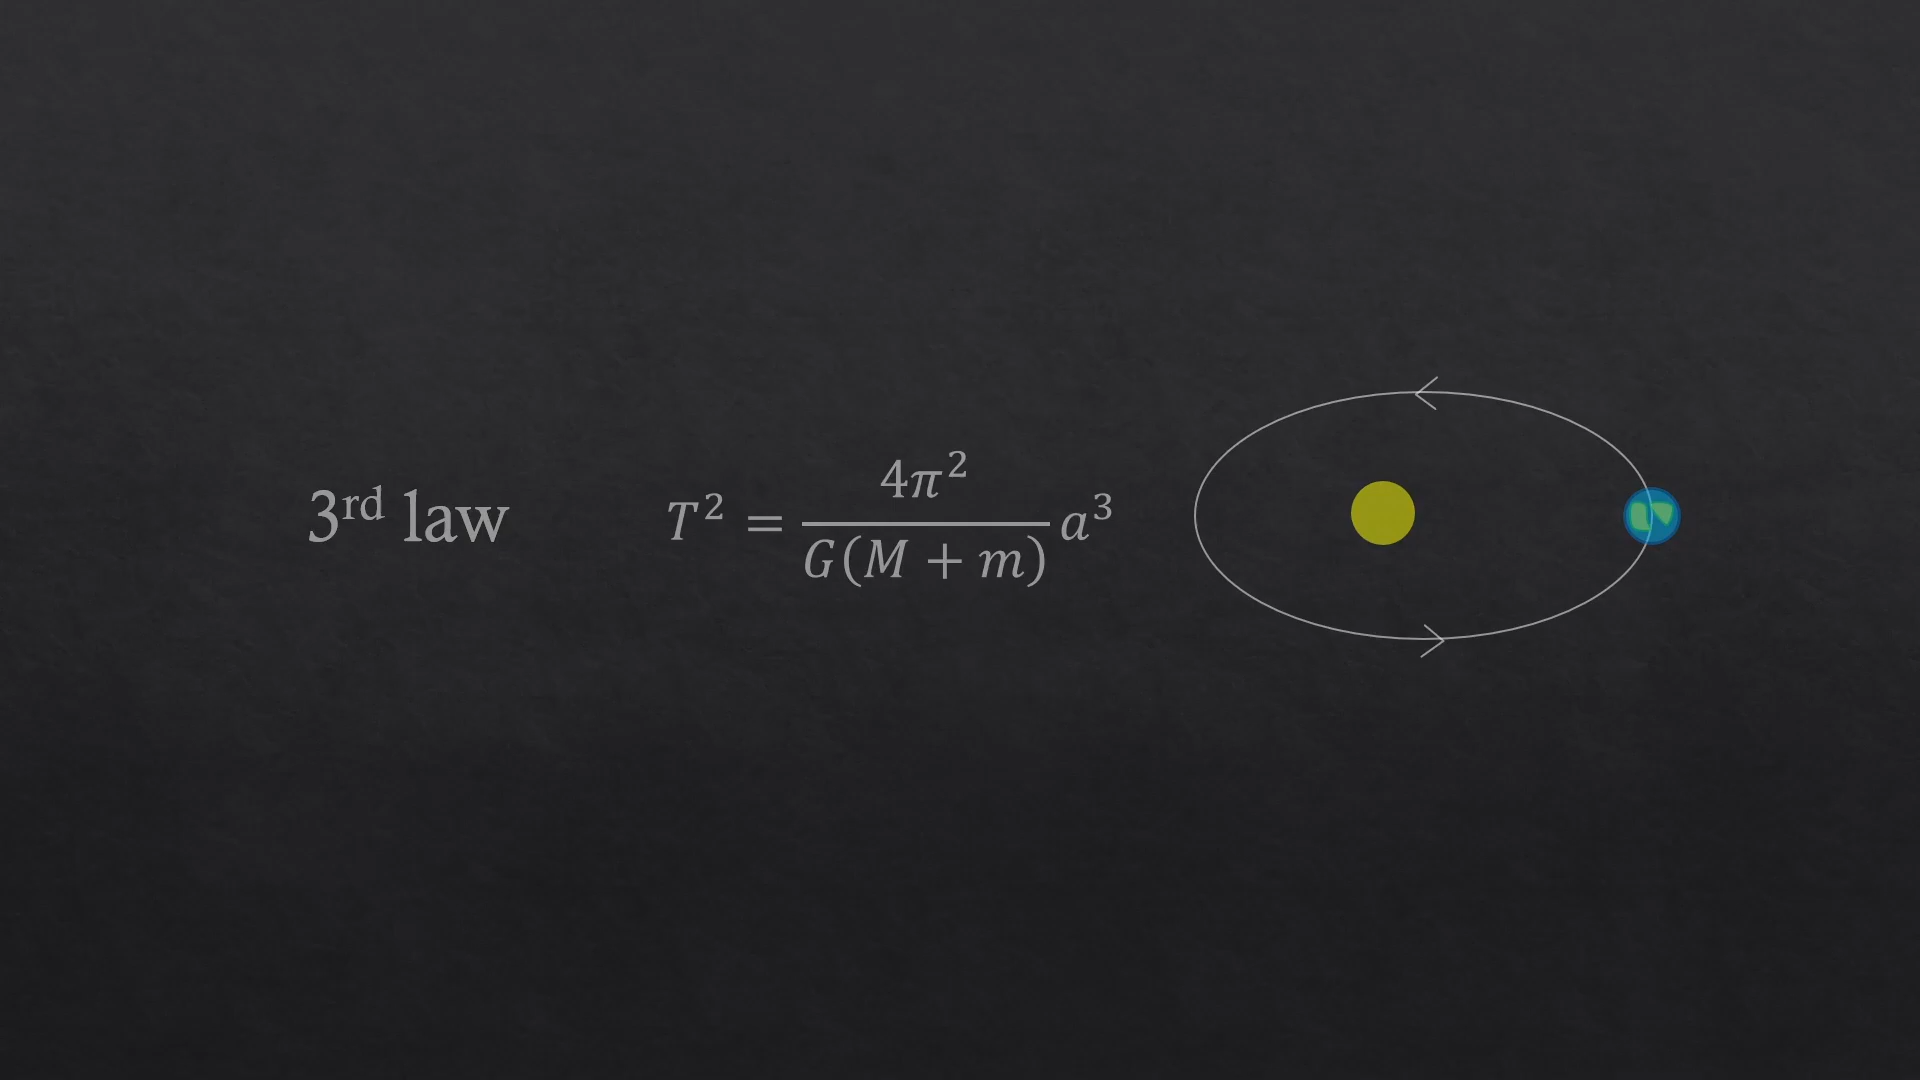 3rd law
T² = 4π² / G(M + m) a³